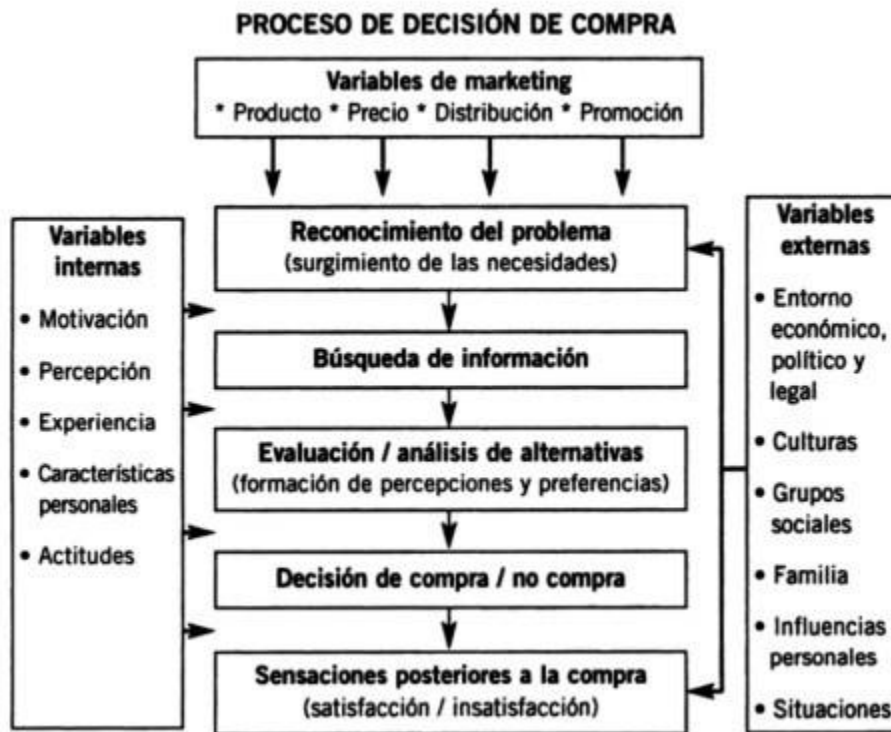 PROCESO DE DECISIÓN DE COMPRA
Variables de marketing
* Producto * Precio * Distribución * Promoción
Variables
internas
• Motivación
• Percepción
• Experiencia
• Características
personales
• Actitudes
Reconocimiento del problema
(surgimiento de las necesidades)
Búsqueda de información
Evaluación / análisis de alternativas
(formación de percepciones y preferencias)
Decisión de compra / no compra
Sensaciones posteriores a la compra
(satisfacción / insatisfacción)
Variables
externas
• Entorno
económico,
político y
legal
• Culturas
• Grupos
sociales
• Familia
• Influencias
personales
• Situaciones